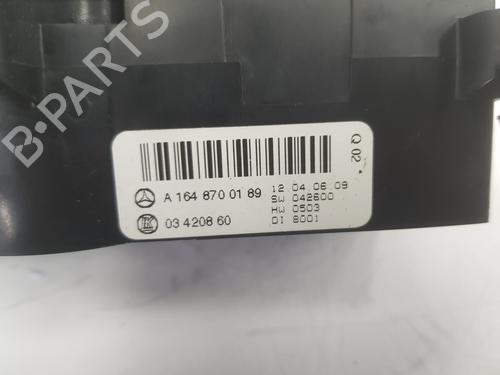 B-PARTS
A 164 870 01 89
03 4208 60
12 04.06.09
SW 042600
HW 0503
DI 8001
Q 02